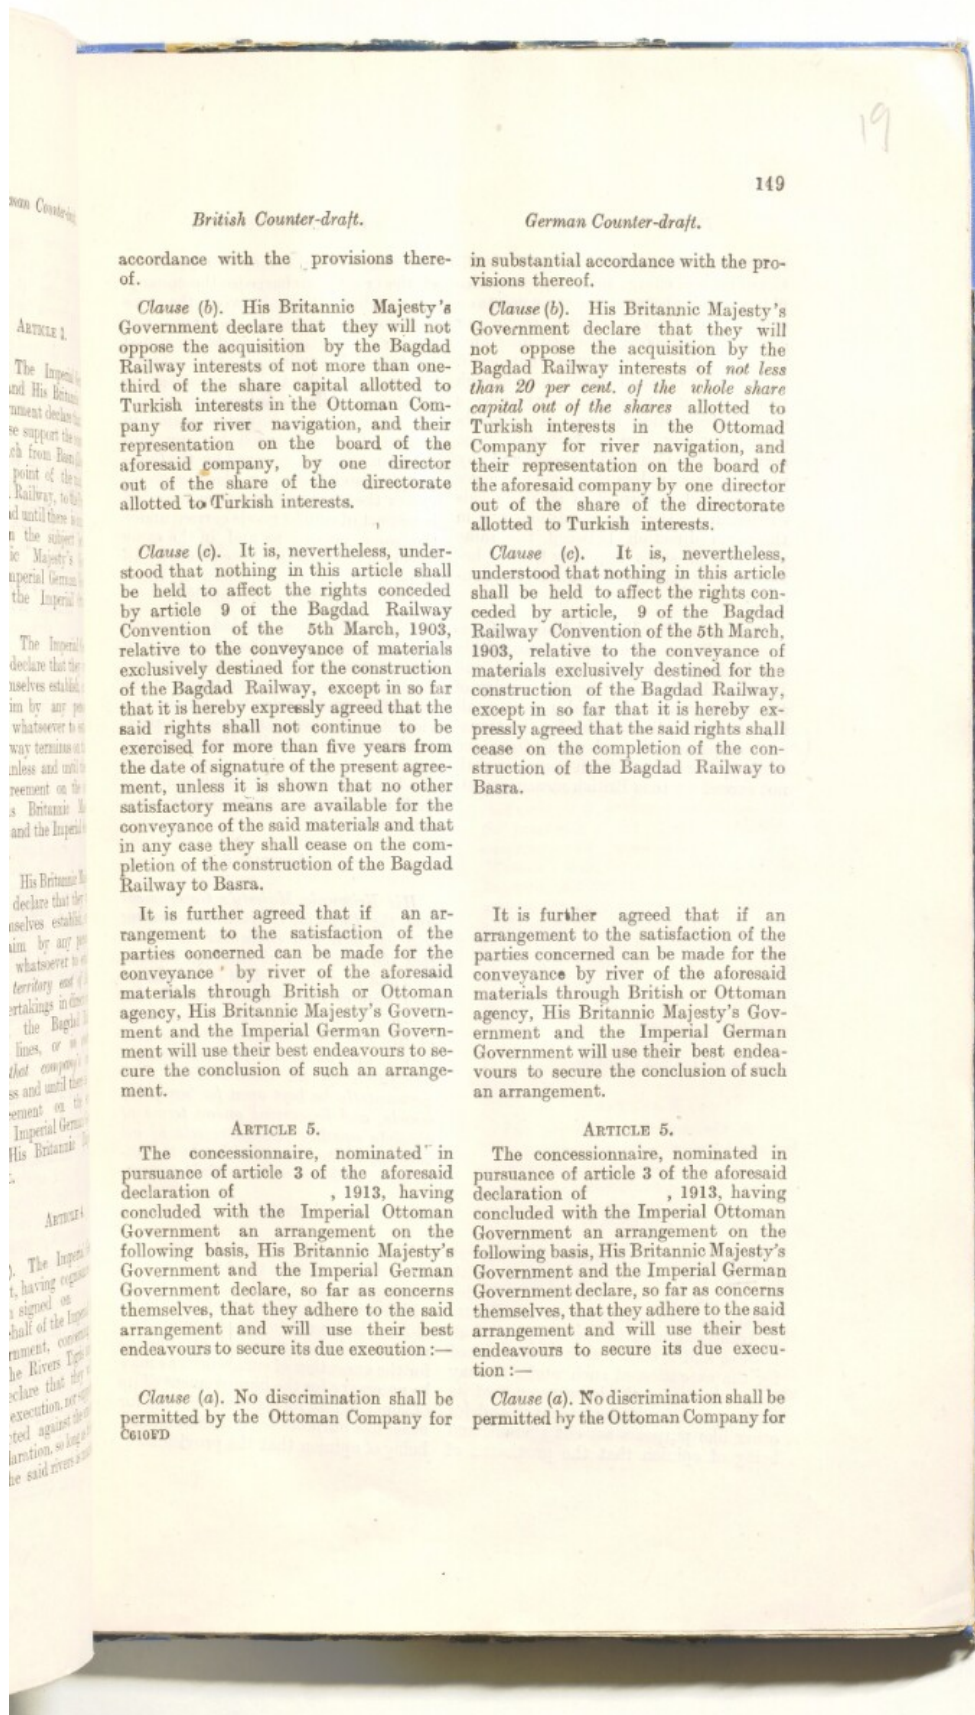 19
149
British Counter-draft.
accordance with the provisions there-
of.
Clause (b). His Britannic Majesty's
Government declare that they will not
oppose the acquisition by the Bagdad
Railway interests of not more than one-
third of the share capital allotted to
Turkish interests in the Ottoman Com-
pany for river navigation, and their
representation on the board of the
aforesaid company, by one director
out of the share of the directorate
allotted to Turkish interests.
Clause (c). It is, nevertheless, under-
stood that nothing in this article shall
be held to affect the rights conceded
by article 9 of the Bagdad Railway
Convention of the 5th March, 1903,
relative to the conveyance of materials
exclusively destined for the construction
of the Bagdad Railway, except in so far
that it is hereby expressly agreed that the
said rights shall not continue to be
exercised for more than five years from
the date of signature of the present agree-
ment, unless it is shown that no other
satisfactory means are available for the
conveyance of the said materials and that
in any case they shall cease on the com-
pletion of the construction of the Bagdad
Railway to Basra.
It is further agreed that if an ar-
rangement to the satisfaction of the
parties concerned can be made for the
conveyance by river of the aforesaid
materials through British or Ottoman
agency, His Britannic Majesty's Govern-
ment and the Imperial German Govern-
ment will use their best endeavours to se-
cure the conclusion of such an arrange-
ment.
ARTICLE 5.
The concessionnaire, nominated in
pursuance of article 3 of the aforesaid
declaration of , 1913, having
concluded with the Imperial Ottoman
Government an arrangement on the
following basis, His Britannic Majesty's
Government and the Imperial German
Government declare, so far as concerns
themselves, that they adhere to the said
arrangement and will use their best
endeavours to secure its due execution :—
Clause (a). No discrimination shall be
permitted by the Ottoman Company for
C610FD
German Counter-draft.
in substantial accordance with the pro-
visions thereof.
Clause (b). His Britannic Majesty's
Government declare that they will
not oppose the acquisition by the
Bagdad Railway interests of not less
than 20 per cent. of the whole share
capital out of the shares allotted to
Turkish interests in the Ottomad
Company for river navigation, and
their representation on the board of
the aforesaid company by one director
out of the share of the directorate
allotted to Turkish interests.
Clause (c). It is, nevertheless,
understood that nothing in this article
shall be held to affect the rights con-
ceded by article, 9 of the Bagdad
Railway Convention of the 5th March,
1903, relative to the conveyance of
materials exclusively destined for the
construction of the Bagdad Railway,
except in so far that it is hereby ex-
pressly agreed that the said rights shall
cease on the completion of the con-
struction of the Bagdad Railway to
Basra.
It is further agreed that if an
arrangement to the satisfaction of the
parties concerned can be made for the
conveyance by river of the aforesaid
materials through British or Ottoman
agency, His Britannic Majesty's Gov-
ernment and the Imperial German
Government will use their best endea-
vours to secure the conclusion of such
an arrangement.
ARTICLE 5.
The concessionnaire, nominated in
pursuance of article 3 of the aforesaid
declaration of , 1913, having
concluded with the Imperial Ottoman
Government an arrangement on the
following basis, His Britannic Majesty's
Government and the Imperial German
Government declare, so far as concerns
themselves, that they adhere to the said
arrangement and will use their best
endeavours to secure its due execu-
tion :—
Clause (a). No discrimination shall be
permitted by the Ottoman Company for